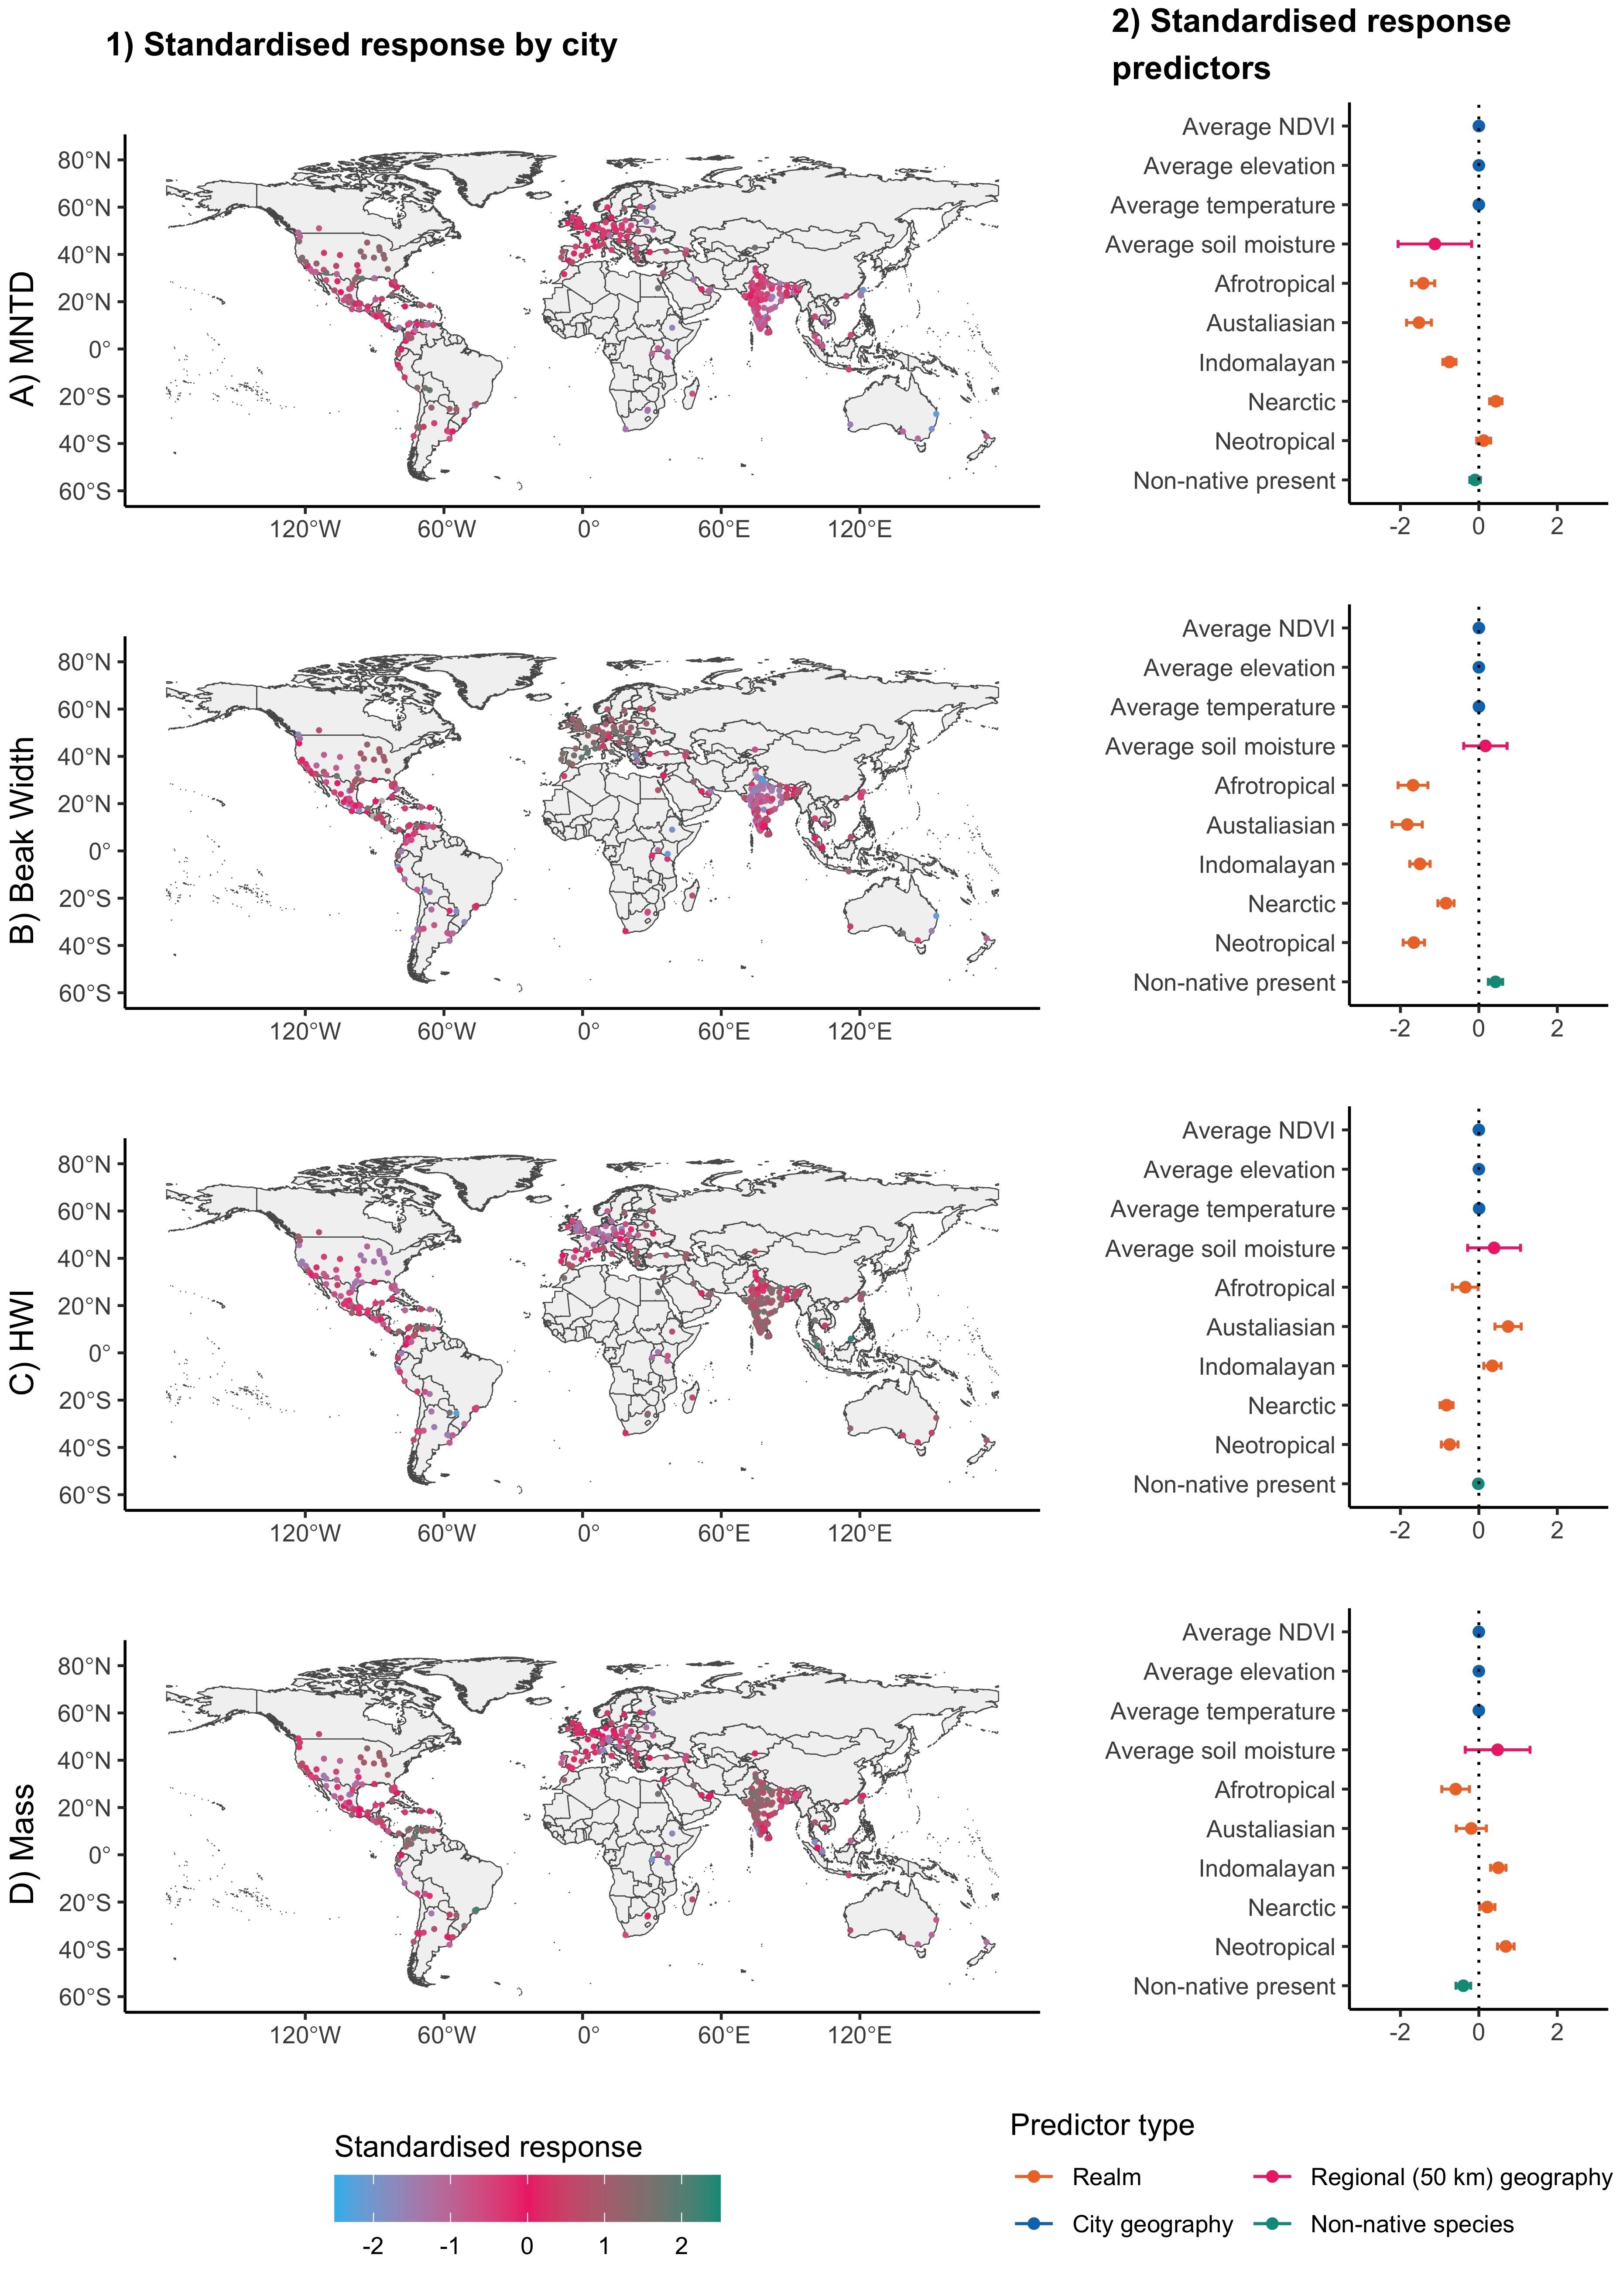 1) Standardised response by city
2) Standardised response
predictors
A) MNTD
80°N
60°N
40°N
20°N
0°
20°S
40°S
60°S
120°W 60°W 0° 60°E 120°E
Average NDVI
Average elevation
Average temperature
Average soil moisture
Afrotropical
Austaliasian
Indomalayan
Nearctic
Neotropical
Non-native present
-2 0 2
B) Beak Width
80°N
60°N
40°N
20°N
0°
20°S
40°S
60°S
120°W 60°W 0° 60°E 120°E
Average NDVI
Average elevation
Average temperature
Average soil moisture
Afrotropical
Austaliasian
Indomalayan
Nearctic
Neotropical
Non-native present
-2 0 2
C) HWI
80°N
60°N
40°N
20°N
0°
20°S
40°S
60°S
120°W 60°W 0° 60°E 120°E
Average NDVI
Average elevation
Average temperature
Average soil moisture
Afrotropical
Austaliasian
Indomalayan
Nearctic
Neotropical
Non-native present
-2 0 2
D) Mass
80°N
60°N
40°N
20°N
0°
20°S
40°S
60°S
120°W 60°W 0° 60°E 120°E
Average NDVI
Average elevation
Average temperature
Average soil moisture
Afrotropical
Austaliasian
Indomalayan
Nearctic
Neotropical
Non-native present
-2 0 2
Standardised response
-2 -1 0 1 2
Predictor type
Realm Regional (50 km) geography
City geography Non-native species